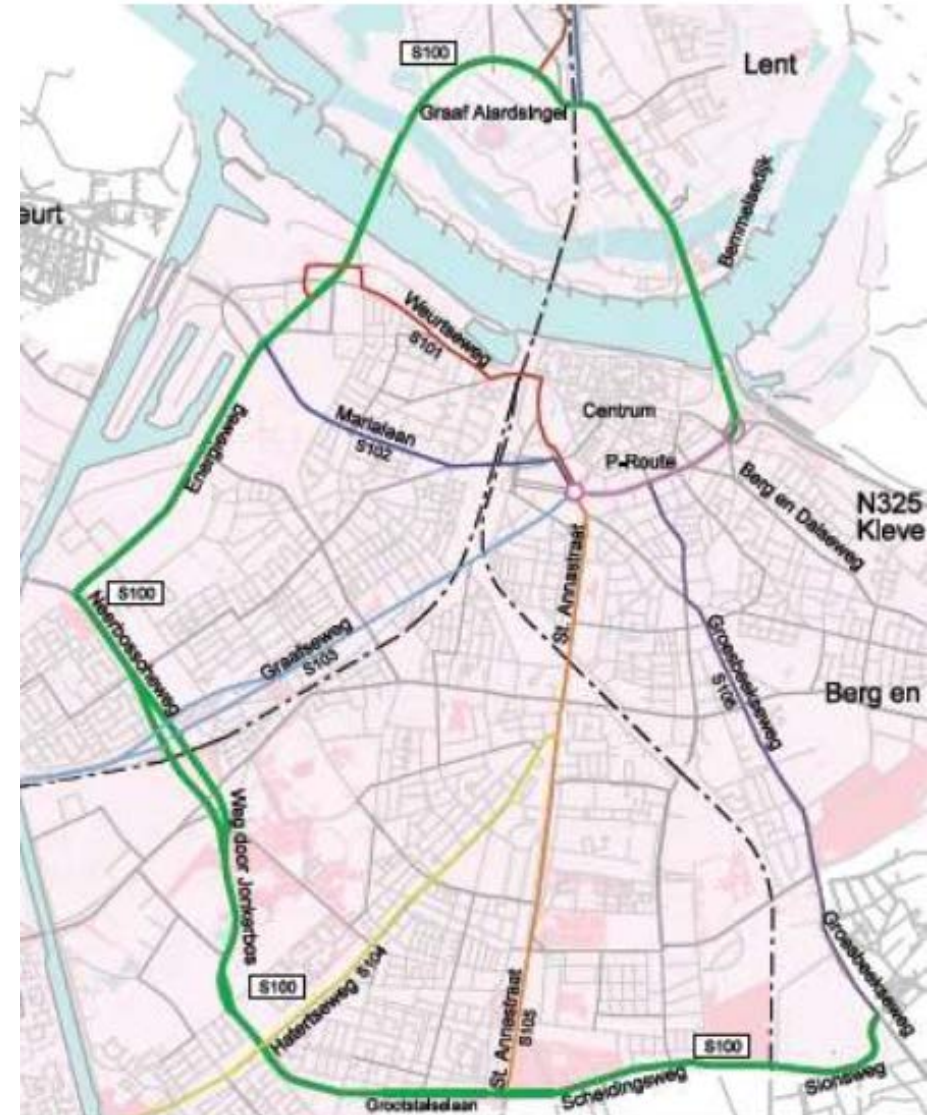 S100
Lent
Graaf Alardsingel
Bemmelsedijk
eurt
Weurtseweg
S101
Centrum
Marialaan
S102
P-Route
Energieweg
Berg en Dalseweg
N325
Kleve
S100
Neerbosscheweg
St. Annastraat
Graafseweg
S103
Groesbeekseweg
S106
Berg en
Weg door Jonkerbos
Groesbeekseweg
S100
Hatertseweg S104
St. Annastraat
S105
S100
Scheidingsweg
Sionsweg
Grootstalselaan